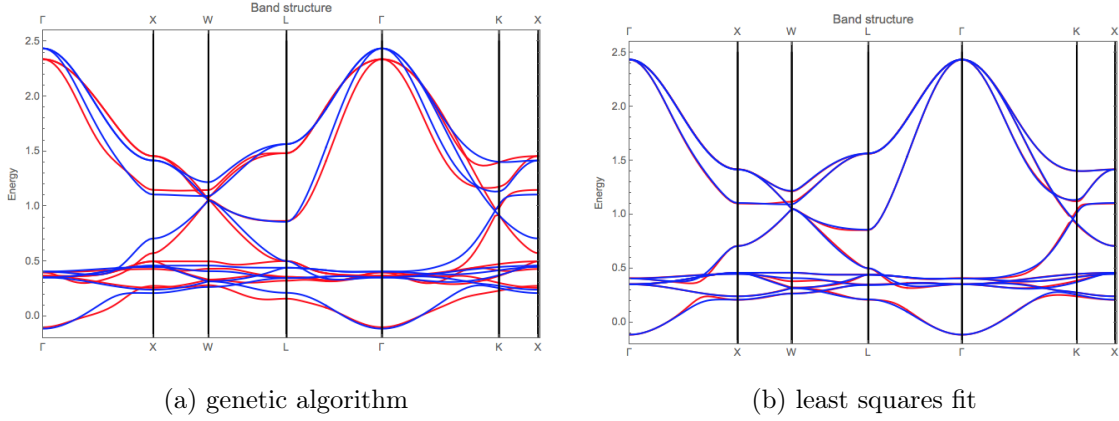 Band structure
Γ X W L Γ K X
2.5
2.0
1.5
1.0
0.5
0.0
Energy
Γ X W L Γ K X
(a) genetic algorithm
Band structure
Γ X W L Γ K X
2.5
2.0
1.5
1.0
0.5
0.0
Energy
Γ X W L Γ K X
(b) least squares fit